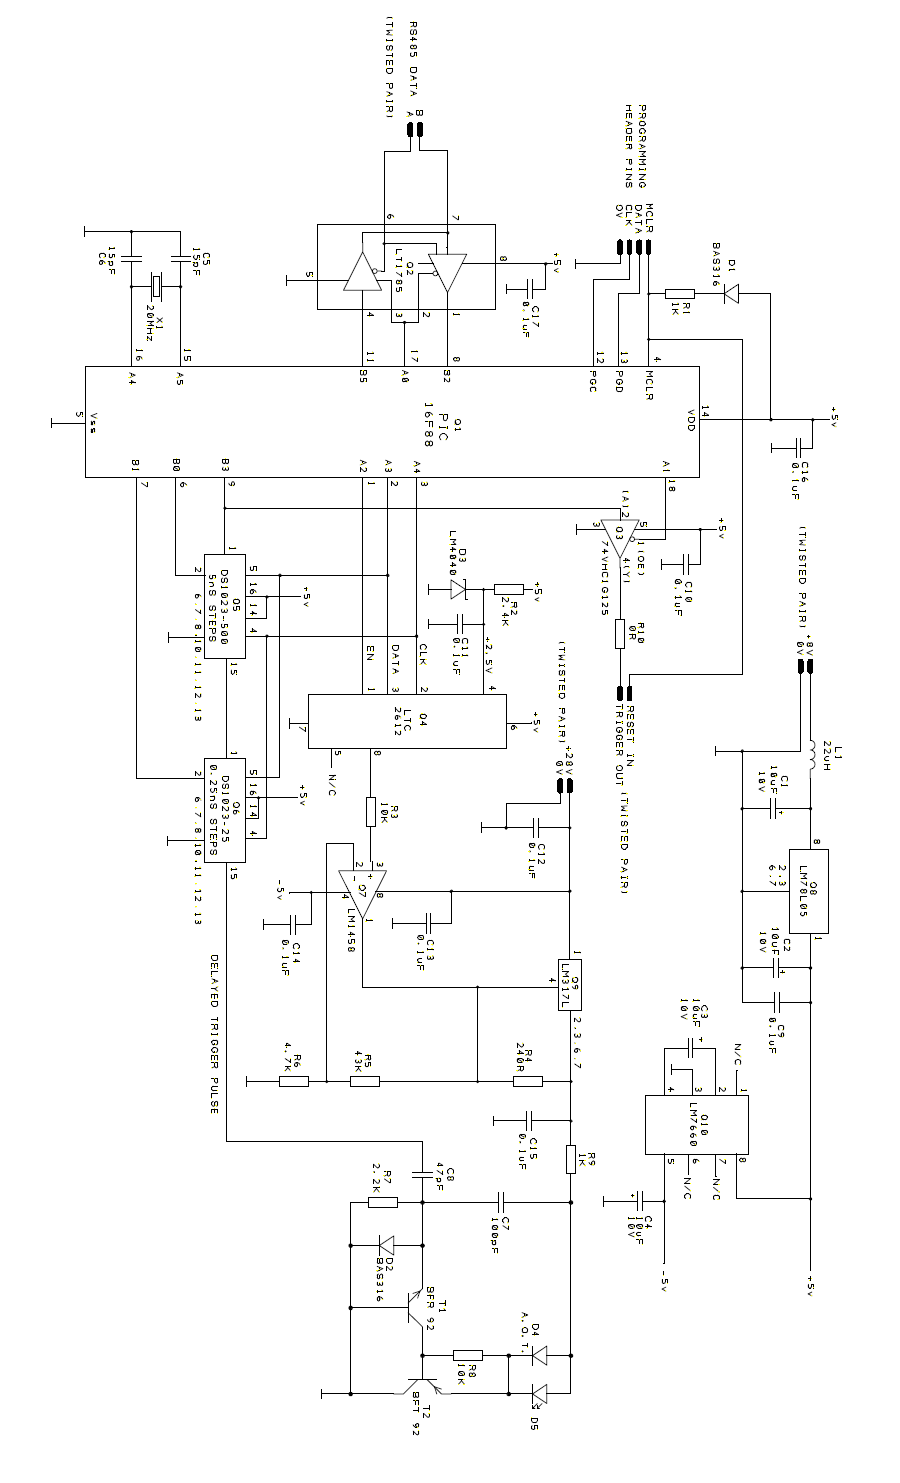 RS485 DATA
(TWISTED PAIR)
B
A
PROGRAMMING
HEADER PINS
MCLR
DATA
CLK
0V
D1
BAS316
R1
1K
+5v
C17
0.1uF
Q2
LT1785
6
7
8
5
4
3
2
1
C5
15pF
15pF
C6
X1
20MHz
16
15
11
17
8
12
13
4
14
A4
A5
B5
A0
B2
PGC
PGD
MCLR
VDD
+5v
C16
0.1uF
Q1
PIC
16F88
5
Vss
B1
B0
B3
A2
A3
A4
A1
7
6
9
1
2
3
18
(A)2
3
5
1(OE)
Q3
4(Y)
74VHC1G125
+5v
C10
0.1uF
R10
0R
RESET IN
TRIGGER OUT (TWISTED PAIR)
D3
LM4040
R2
2.4K
+5v
C11
0.1uF
+2.5V
CLK
DATA
EN
1
3
2
4
Q4
LTC
2612
7
6
+5v
5
8
N/C
1
2
5
16
14
4
+5v
Q5
DS1023-500
5nS STEPS
15
6,7,8,10,11,12,13
1
2
5
16
14
4
+5v
Q6
DS1023-25
0.25nS STEPS
15
6,7,8,10,11,12,13
DELAYED TRIGGER PULSE
R3
10K
3
2
8
4
1
+
-
Q7
LM1458
-5v
C14
0.1uF
C13
0.1uF
+28V
0V
(TWISTED PAIR)
C12
0.1uF
1
4
Q9
LM317L
2,3,6,7
R4
240R
R5
43K
R6
4.7K
C15
0.1uF
R9
1K
(TWISTED PAIR)
+8V
0V
L1
22uH
C1
10uF
10V
+
8
Q8
LM78L05
2,3
6,7
1
C2
10uF
10V
+
C9
0.1uF
C3
10uF
10V
+
N/C
4
3
2
1
Q10
LM7660
5
6
7
8
N/C
N/C
+
C4
10uF
10V
-5v
+5v
C8
47pF
R7
2.2K
C7
100pF
D2
BAS316
T1
BFR 92
R8
10K
D4
A.O.T.
D5
T2
BFT 92